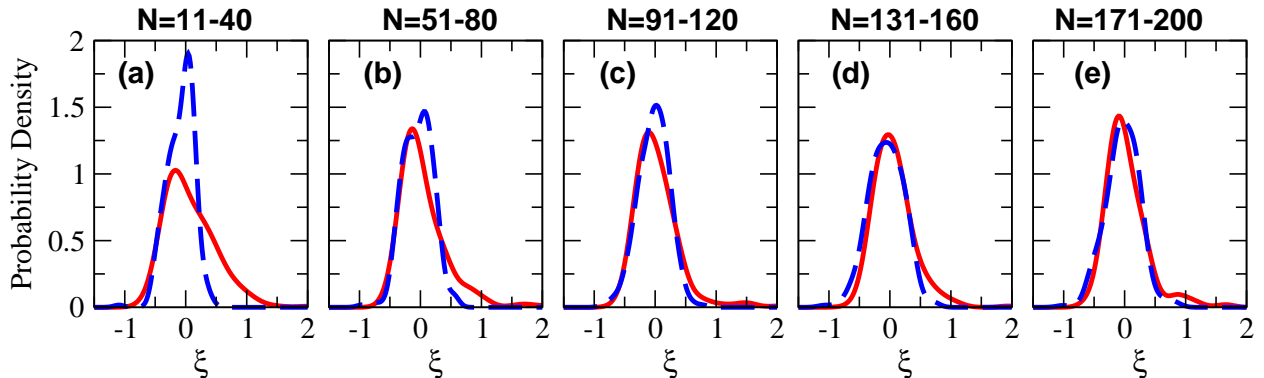 N=11-40 N=51-80 N=91-120 N=131-160 N=171-200
Probability Density
2
1.5
1
0.5
0
(a) (b) (c) (d) (e)
-1 0 1 2 -1 0 1 2 -1 0 1 2 -1 0 1 2 -1 0 1 2
ξ ξ ξ ξ ξ